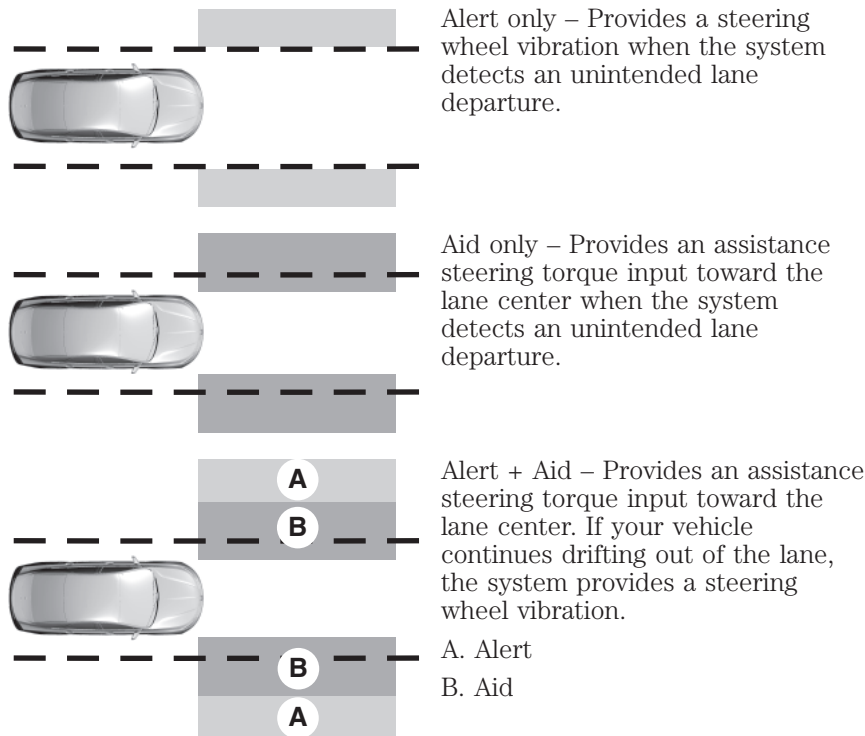 Alert only – Provides a steering
wheel vibration when the system
detects an unintended lane
departure.
Aid only – Provides an assistance
steering torque input toward the
lane center when the system
detects an unintended lane
departure.
A
B
B
A
Alert + Aid – Provides an assistance
steering torque input toward the
lane center. If your vehicle
continues drifting out of the lane,
the system provides a steering
wheel vibration.
A. Alert
B. Aid